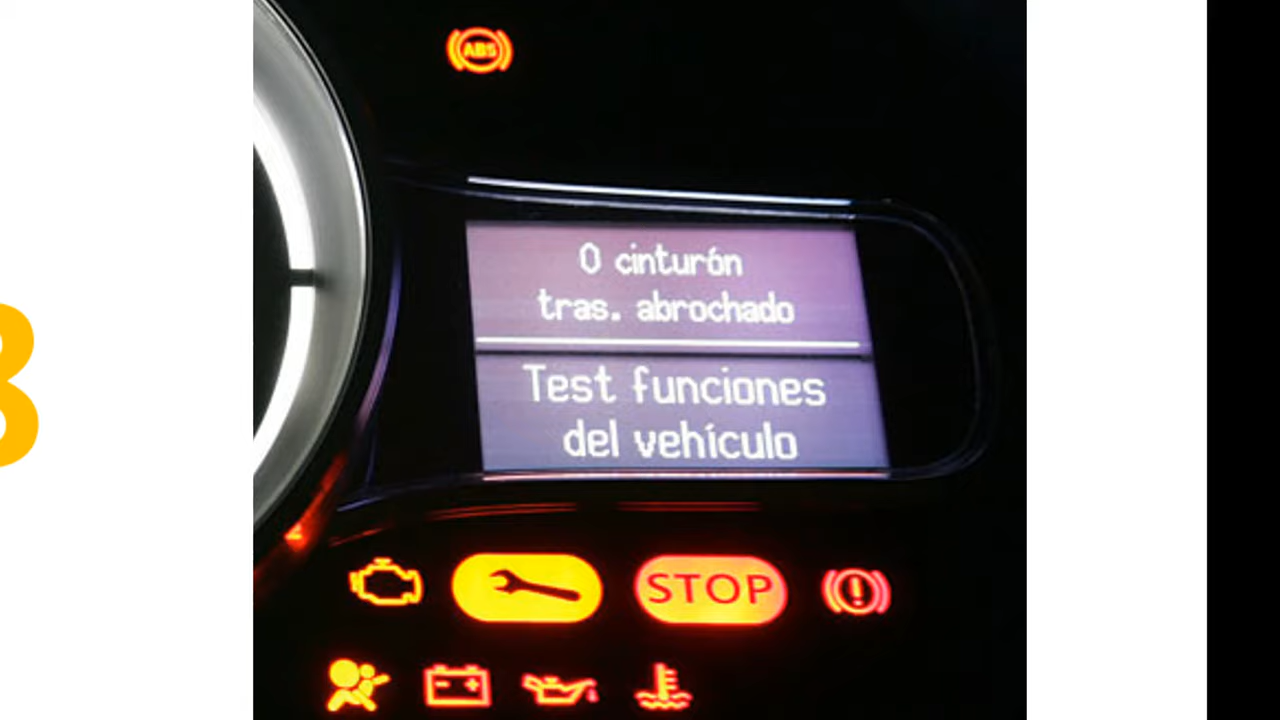 ABS
0 cinturón
tras. abrochado
Test funciones
del vehículo
STOP